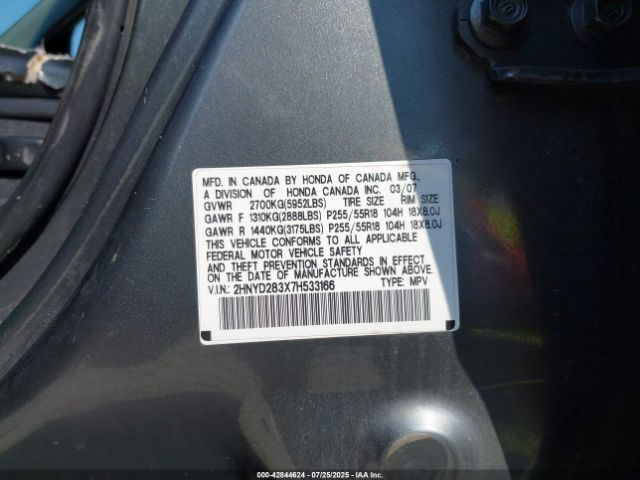 MFD. IN CANADA BY HONDA OF CANADA MFG.,
A DIVISION OF HONDA CANADA INC. 03/07
GVWR 2700KG(5952LBS) TIRE SIZE RIM SIZE
GAWR F 1310KG(2888LBS) P255/55R18 104H 18X8.0J
GAWR R 1440KG(3175LBS) P255/55R18 104H 18X8.0J
THIS VEHICLE CONFORMS TO ALL APPLICABLE
FEDERAL MOTOR VEHICLE SAFETY
AND THEFT PREVENTION STANDARDS IN EFFECT
ON THE DATE OF MANUFACTURE SHOWN ABOVE.
V.I.N.: 2HNYD283X7H533166 TYPE: MPV
000-42844624 07/25/2025 - IAA Inc.